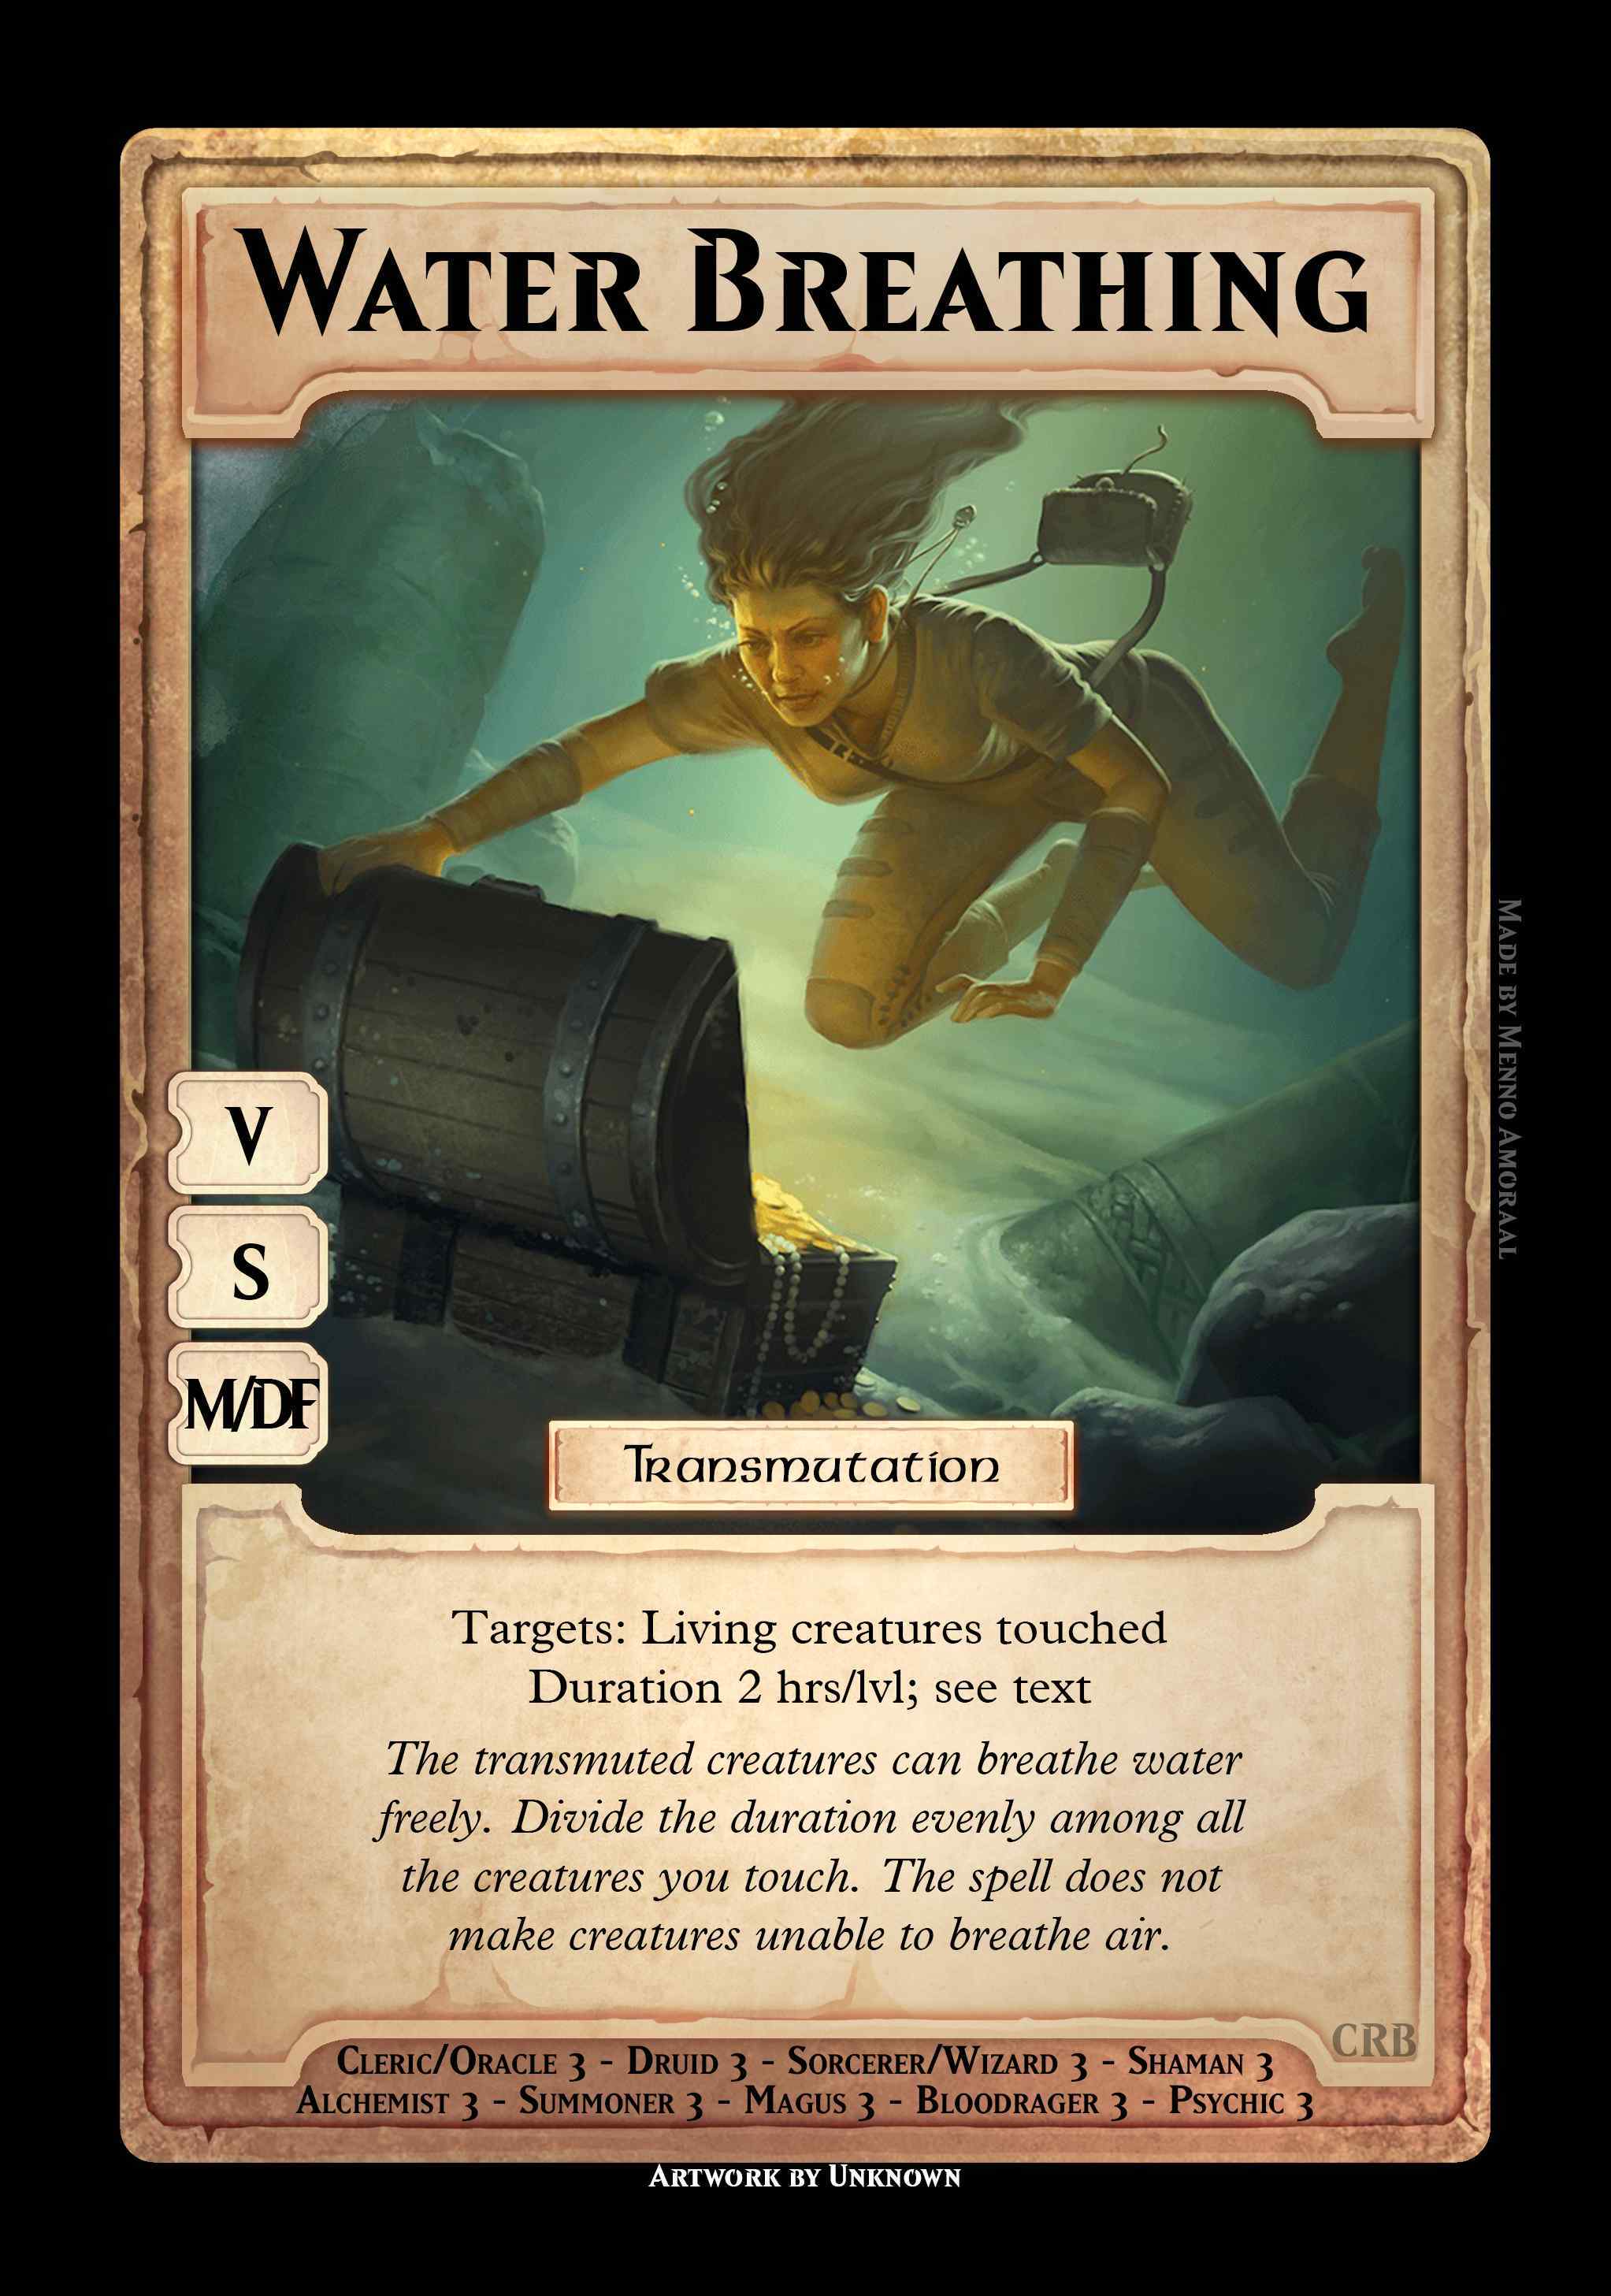 Water Breathing
V
S
M/DF
Transmutation
Targets: Living creatures touched
Duration 2 hrs/lvl; see text
The transmuted creatures can breathe water
freely. Divide the duration evenly among all
the creatures you touch. The spell does not
make creatures unable to breathe air.
CRB
Cleric/Oracle 3 - Druid 3 - Sorcerer/Wizard 3 - Shaman 3
Alchemist 3 - Summoner 3 - Magus 3 - Bloodrager 3 - Psychic 3
Artwork by Unknown
Made by Menno Amoraal